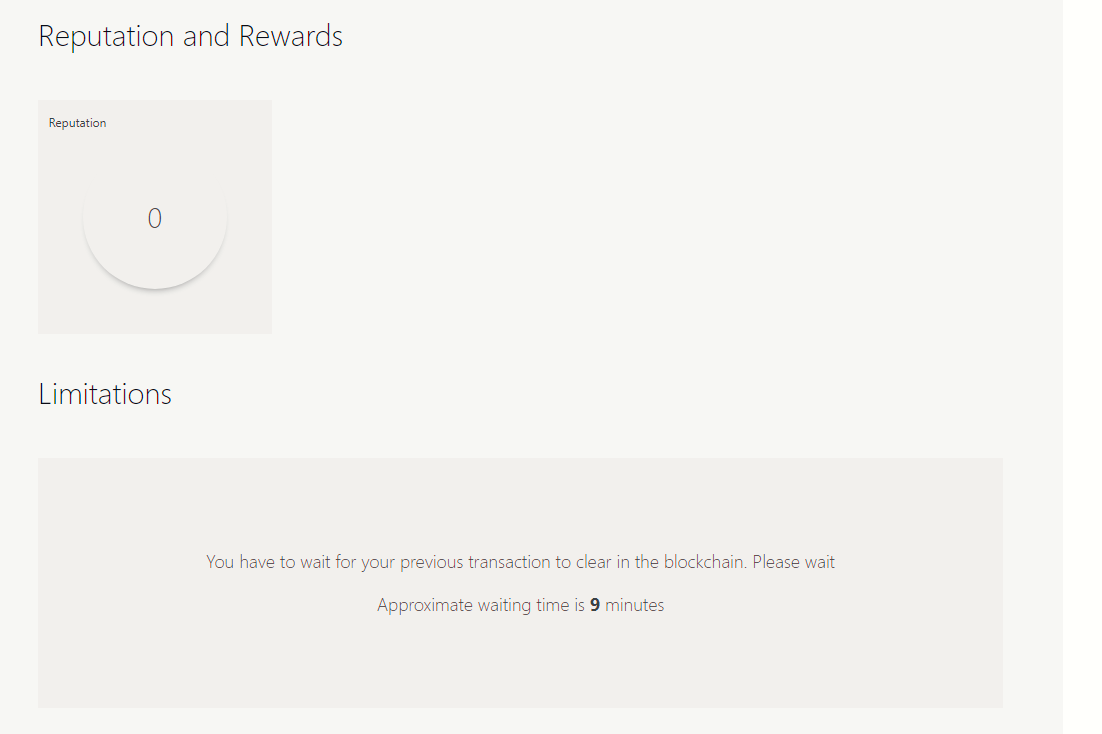 Reputation and Rewards
Reputation
0
Limitations
You have to wait for your previous transaction to clear in the blockchain. Please wait
Approximate waiting time is 9 minutes